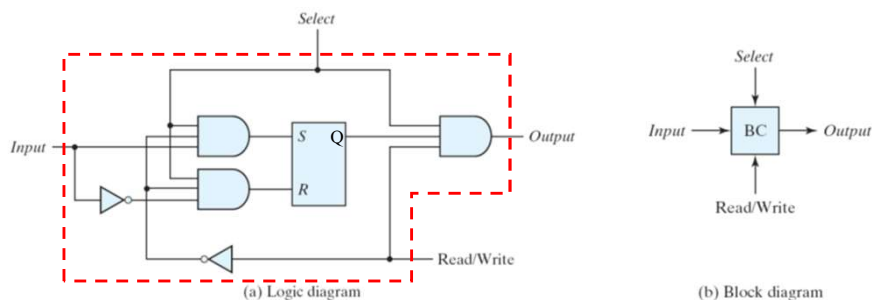 Select
Input
S
Q
R
Output
Read/Write
(a) Logic diagram
Select
Input
BC
Output
Read/Write
(b) Block diagram